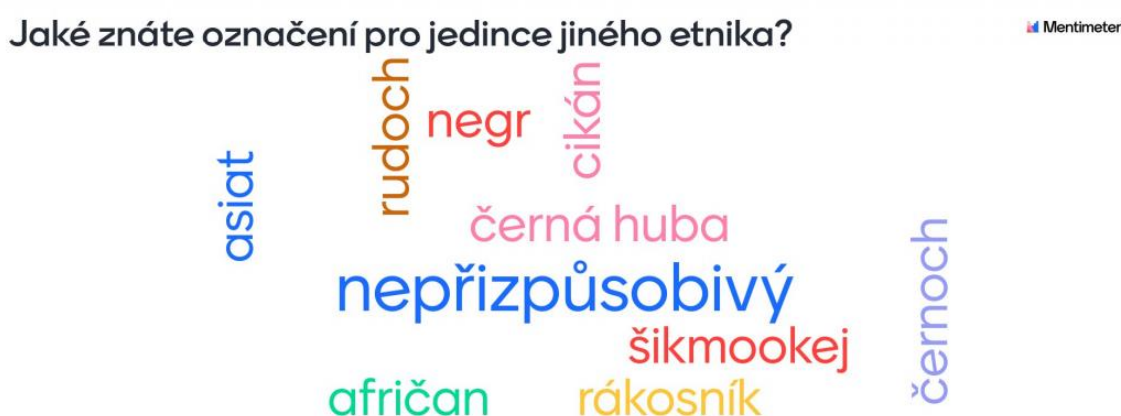 Jaké znáte označení pro jedince jiného etnika?
Mentimeter
rudoch
negr
cikán
asiat
černá huba
nepřizpůsobivý
černoch
šikmookej
afričan
rákosník